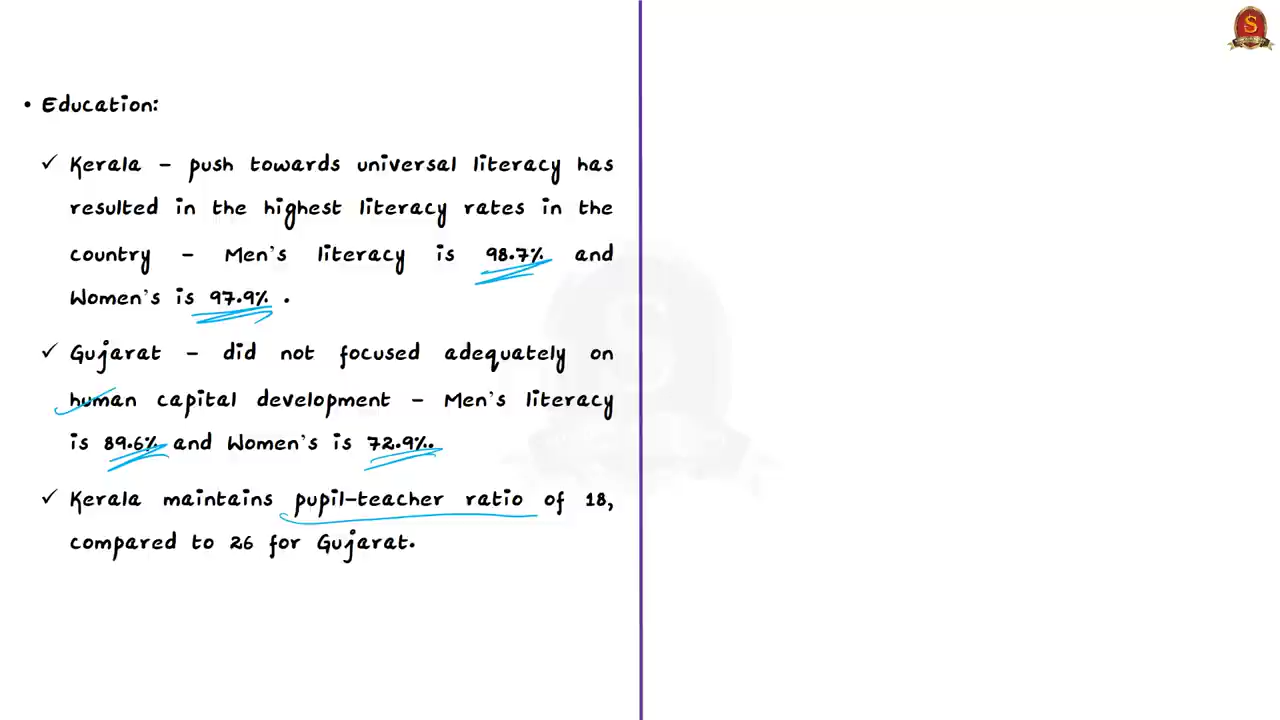 • Education:
✓ Kerala – push towards universal literacy has
resulted in the highest literacy rates in the
country – Men's literacy is 98.7% and
Women's is 97.9% .
✓ Gujarat – did not focused adequately on
human capital development – Men's literacy
is 89.6% and Women's is 72.9%.
✓ Kerala maintains pupil-teacher ratio of 18,
compared to 26 for Gujarat.
S